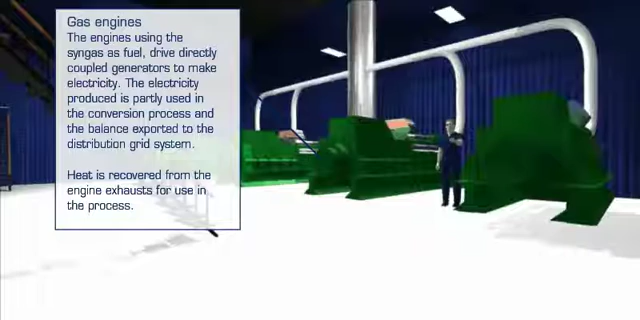 Gas engines
The engines using the
syngas as fuel, drive directly
coupled generators to make
electricity. The electricity
produced is partly used in
the conversion process and
the balance exported to the
distribution grid system.
Heat is recovered from the
engine exhausts for use in
the process.